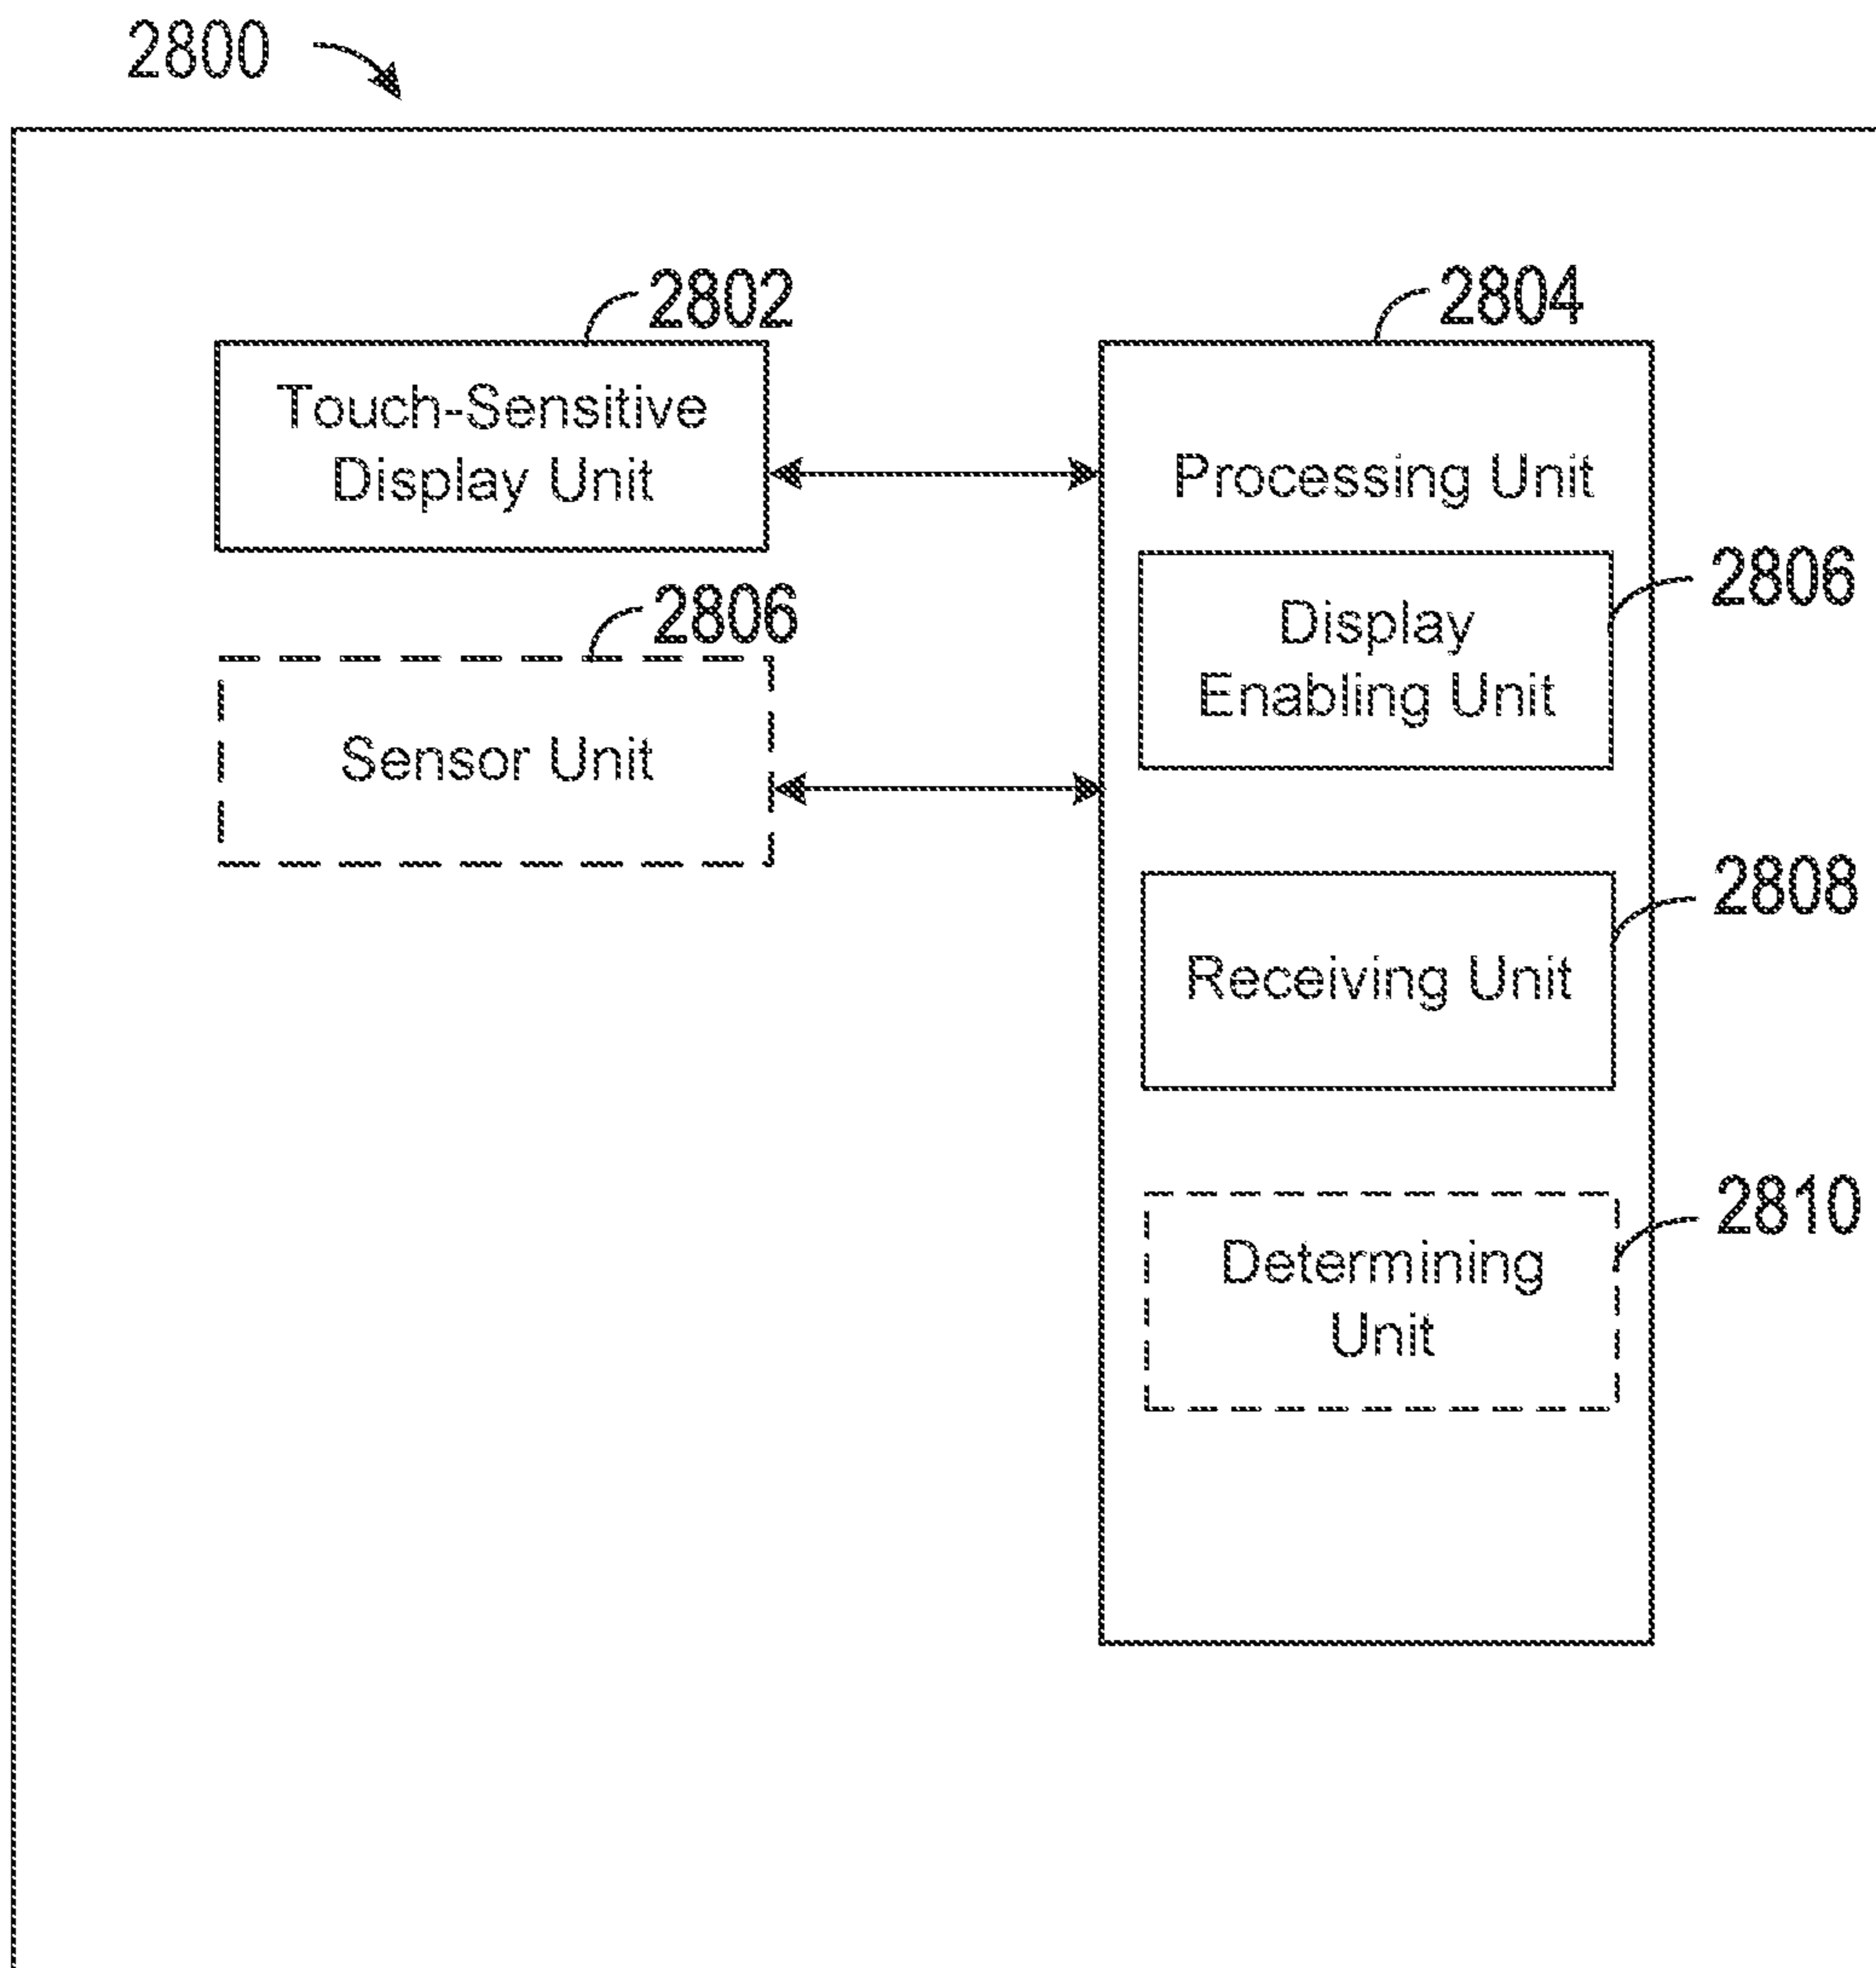 2800
2802
Touch-Sensitive
Display Unit
2806
Sensor Unit
2804
Processing Unit
2806
Display
Enabling Unit
2808
Receiving Unit
2810
Determining
Unit